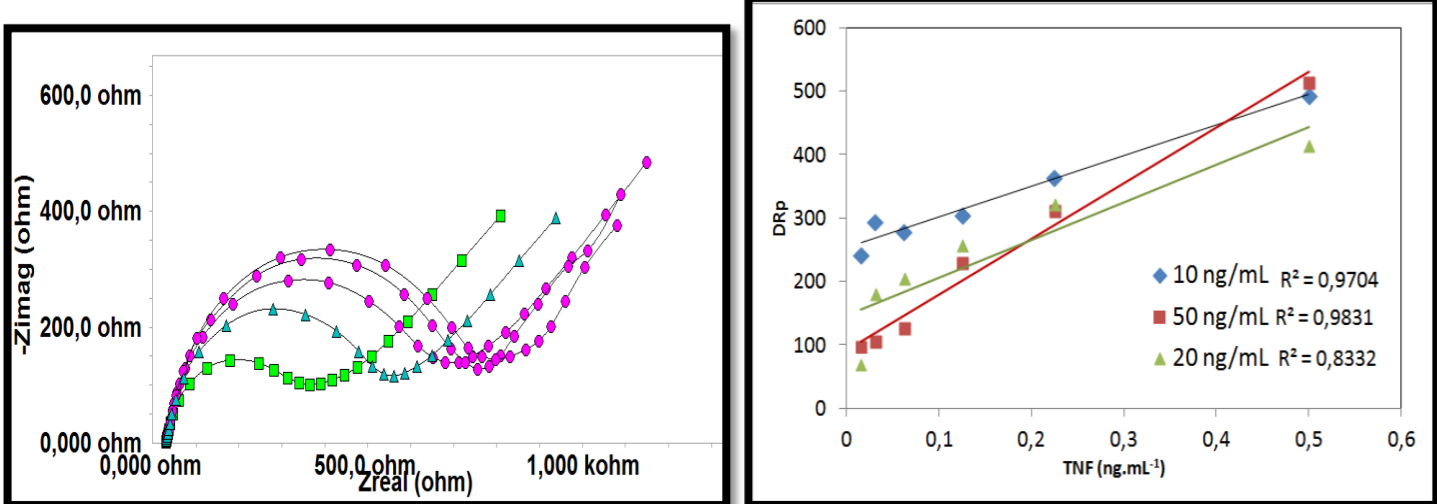 -Zimag (ohm)
600,0 ohm
400,0 ohm
200,0 ohm
0,000 ohm
0,000 ohm
500,0 ohm
1,000 kohm
Zreal (ohm)
DRp
600
500
400
300
200
100
0
0
0,1
0,2
0,3
0,4
0,5
0,6
TNF (ng.mL⁻¹)
10 ng/mL R² = 0,9704
50 ng/mL R² = 0,9831
20 ng/mL R² = 0,8332